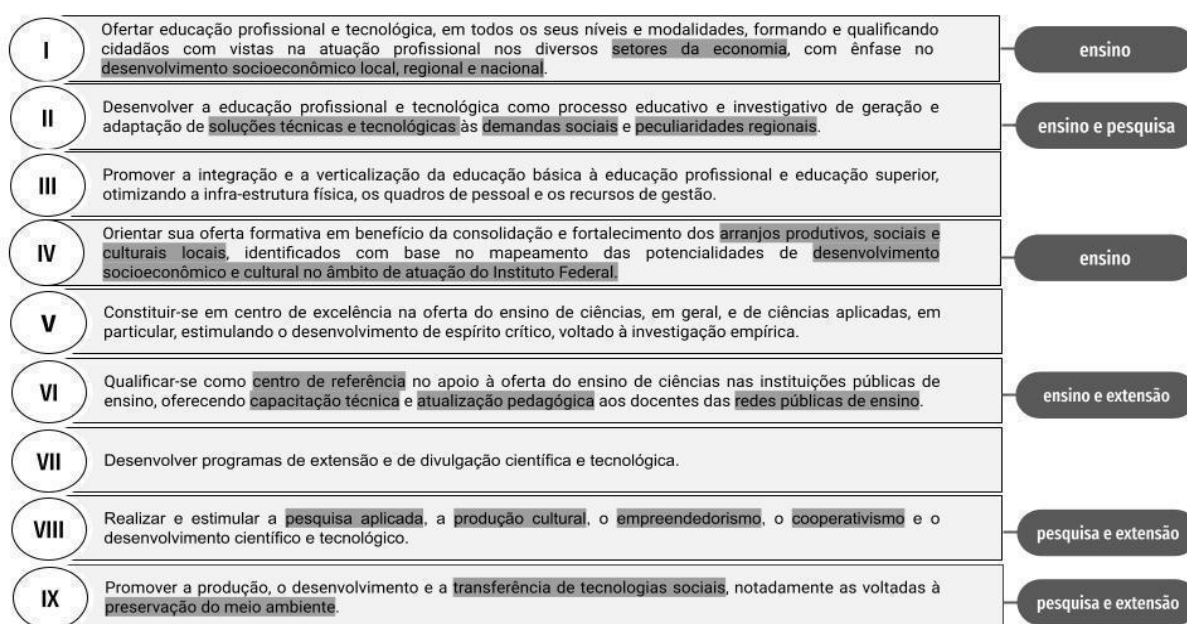 I
Ofertar educação profissional e tecnológica, em todos os seus níveis e modalidades, formando e qualificando
cidadãos com vistas na atuação profissional nos diversos setores da economia, com ênfase no
desenvolvimento socioeconômico local, regional e nacional.
ensino
II
Desenvolver a educação profissional e tecnológica como processo educativo e investigativo de geração e
adaptação de soluções técnicas e tecnológicas às demandas sociais e peculiaridades regionais.
ensino e pesquisa
III
Promover a integração e a verticalização da educação básica à educação profissional e educação superior,
otimizando a infra-estrutura física, os quadros de pessoal e os recursos de gestão.
IV
Orientar sua oferta formativa em benefício da consolidação e fortalecimento dos arranjos produtivos, sociais e
culturais locais, identificados com base no mapeamento das potencialidades de desenvolvimento
socioeconômico e cultural no âmbito de atuação do Instituto Federal.
ensino
V
Constituir-se em centro de excelência na oferta do ensino de ciências, em geral, e de ciências aplicadas, em
particular, estimulando o desenvolvimento de espírito crítico, voltado à investigação empírica.
VI
Qualificar-se como centro de referência no apoio à oferta do ensino de ciências nas instituições públicas de
ensino, oferecendo capacitação técnica e atualização pedagógica aos docentes das redes públicas de ensino.
ensino e extensão
VII
Desenvolver programas de extensão e de divulgação científica e tecnológica.
VIII
Realizar e estimular a pesquisa aplicada, a produção cultural, o empreendedorismo, o cooperativismo e o
desenvolvimento científico e tecnológico.
pesquisa e extensão
IX
Promover a produção, o desenvolvimento e a transferência de tecnologias sociais, notadamente as voltadas à
preservação do meio ambiente.
pesquisa e extensão